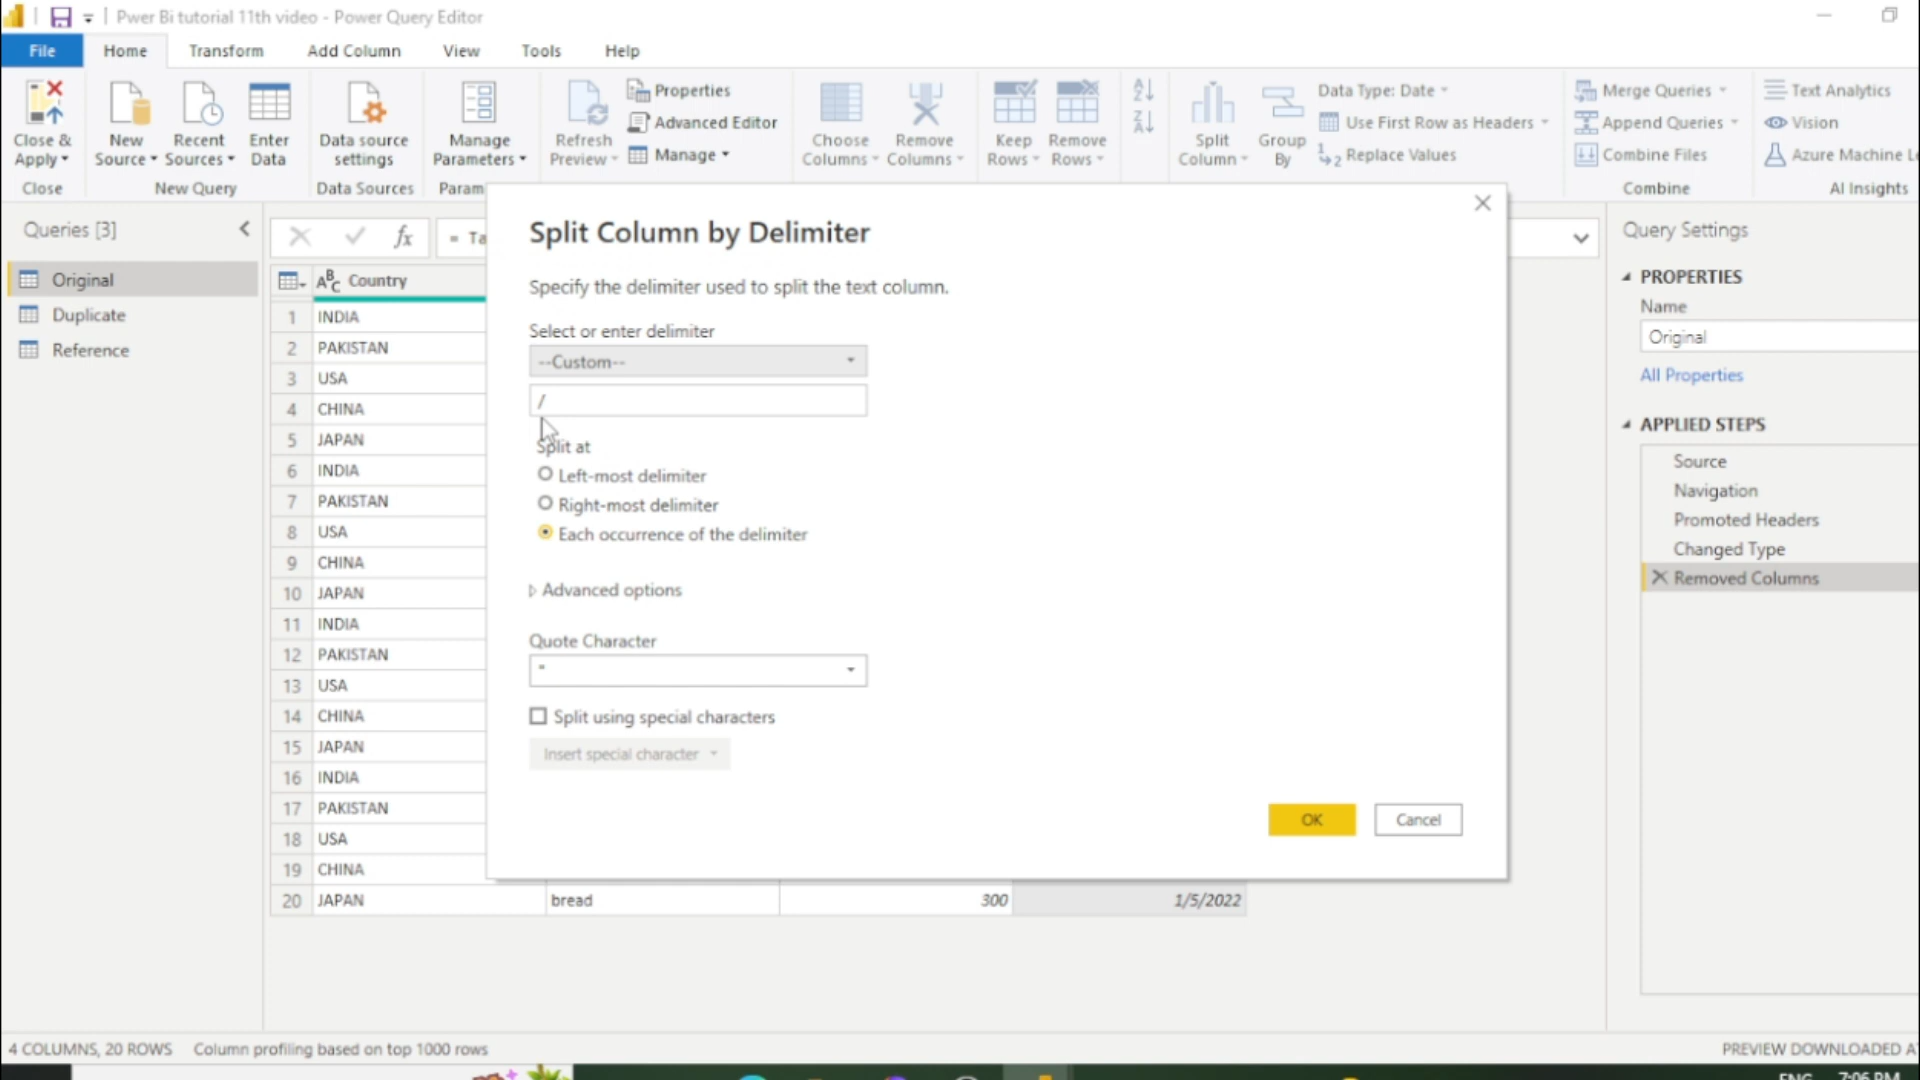 Pwer Bi tutorial 11th video - Power Query Editor
File Home Transform Add Column View Tools Help
Close & Apply
New Source
Recent Sources
Enter Data
Data source settings
Manage Parameters
Refresh Preview
Properties
Advanced Editor
Manage
Choose Columns
Remove Columns
Keep Rows
Remove Rows
Split Column
Group By
Data Type: Date
Use First Row as Headers
Replace Values
Merge Queries
Append Queries
Combine Files
Text Analytics
Vision
Azure Machine Le
Close
New Query
Data Sources
Param
Combine
AI Insights
Queries [3]
Original
Duplicate
Reference
fx
= Ta
Country
1 INDIA
2 PAKISTAN
3 USA
4 CHINA
5 JAPAN
6 INDIA
7 PAKISTAN
8 USA
9 CHINA
10 JAPAN
11 INDIA
12 PAKISTAN
13 USA
14 CHINA
15 JAPAN
16 INDIA
17 PAKISTAN
18 USA
19 CHINA
20 JAPAN bread 300 1/5/2022
Split Column by Delimiter
Specify the delimiter used to split the text column.
Select or enter delimiter
--Custom--
/
Split at
Left-most delimiter
Right-most delimiter
Each occurrence of the delimiter
Advanced options
Quote Character
"
Split using special characters
Insert special character
OK
Cancel
Query Settings
PROPERTIES
Name
Original
All Properties
APPLIED STEPS
Source
Navigation
Promoted Headers
Changed Type
Removed Columns
4 COLUMNS, 20 ROWS
Column profiling based on top 1000 rows
PREVIEW DOWNLOADED A
ENG
7:06 PM